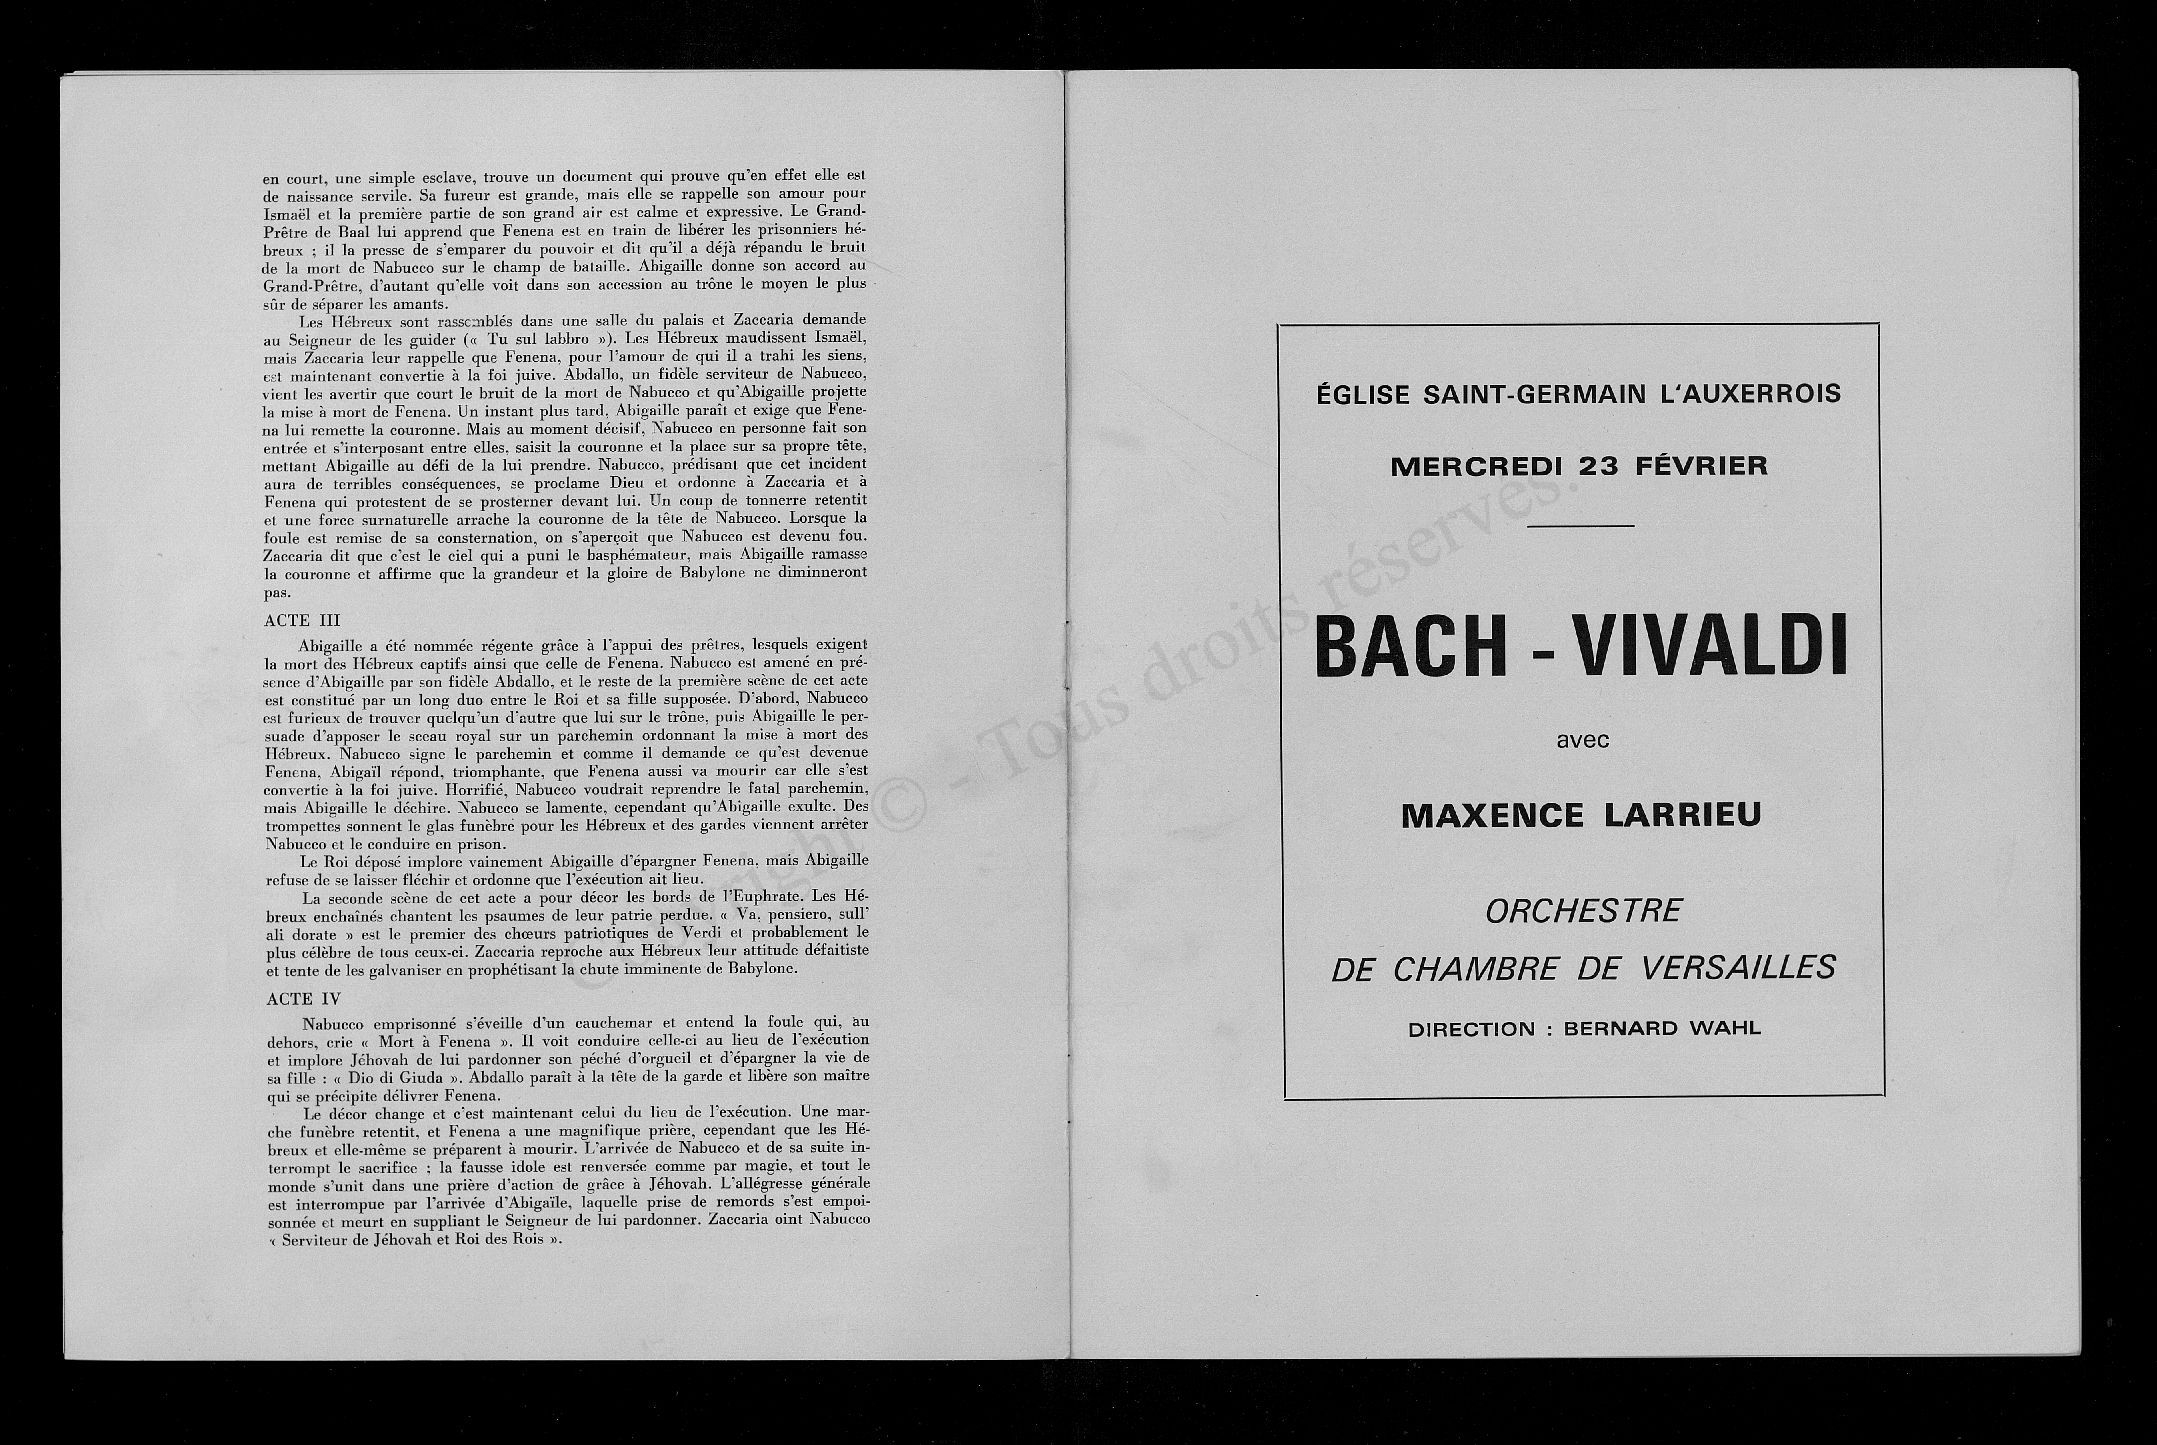 en court, une simple esclave, trouve un document qui prouve qu'en effet elle est
de naissance servile. Sa fureur est grande, mais elle se rappelle son amour pour
Ismaël et la première partie de son grand air est calme et expressive. Le Grand-
Prêtre de Baal lui apprend que Fenena est en train de libérer les prisonniers hé-
breux ; il la presse de s'emparer du pouvoir et dit qu'il a déjà répandu le bruit
de la mort de Nabucco sur le champ de bataille. Abigaille donne son accord au
Grand-Prêtre, d'autant qu'elle voit dans son accession au trône le moyen le plus
sûr de séparer les amants.
Les Hébreux sont rassemblés dans une salle du palais et Zaccaria demande
au Seigneur de les guider (« Tu sul labbro »). Les Hébreux maudissent Ismaël,
mais Zaccaria leur rappelle que Fenena, pour l'amour de qui il a trahi les siens,
est maintenant convertie à la foi juive. Abdallo, un fidèle serviteur de Nabucco,
vient les avertir que court le bruit de la mort de Nabucco et qu'Abigaille projette
la mise à mort de Fenena. Un instant plus tard, Abigaille paraît et exige que Fene-
na lui remette la couronne. Mais au moment décisif, Nabucco en personne fait son
entrée et s'interposant entre elles, saisit la couronne et la place sur sa propre tête,
mettant Abigaille au défi de la lui prendre. Nabucco, prédisant que cet incident
aura de terribles conséquences, se proclame Dieu et ordonne à Zaccaria et à
Fenena qui protestent de se prosterner devant lui. Un coup de tonnerre retentit
et une force surnaturelle arrache la couronne de la tête de Nabucco. Lorsque la
foule est remise de sa consternation, on s'aperçoit que Nabucco est devenu fou.
Zaccaria dit que c'est le ciel qui a puni le basphémateur, mais Abigaille ramasse
la couronne et affirme que la grandeur et la gloire de Babylone ne diminneront
pas.
ACTE III
Abigaille a été nommée régente grâce à l'appui des prêtres, lesquels exigent
la mort des Hébreux captifs ainsi que celle de Fenena. Nabucco est amené en pré-
sence d'Abigaille par son fidèle Abdallo, et le reste de la première scène de cet acte
est constitué par un long duo entre le Roi et sa fille supposée. D'abord, Nabucco
est furieux de trouver quelqu'un d'autre que lui sur le trône, puis Abigaille le per-
suade d'apposer le sceau royal sur un parchemin ordonnant la mise à mort des
Hébreux. Nabucco signe le parchemin et comme il demande ce qu'est devenue
Fenena, Abigaïl répond, triomphante, que Fenena aussi va mourir car elle s'est
convertie à la foi juive. Horrifié, Nabucco voudrait reprendre le fatal parchemin,
mais Abigaille le déchire. Nabucco se lamente, cependant qu'Abigaille exulte. Des
trompettes sonnent le glas funèbre pour les Hébreux et des gardes viennent arrêter
Nabucco et le conduire en prison.
Le Roi déposé implore vainement Abigaille d'épargner Fenena, mais Abigaille
refuse de se laisser fléchir et ordonne que l'exécution ait lieu.
La seconde scène de cet acte a pour décor les bords de l'Euphrate. Les Hé-
breux enchaînés chantent les psaumes de leur patrie perdue. « Va, pensiero, sull'
ali dorate » est le premier des chœurs patriotiques de Verdi et probablement le
plus célèbre de tous ceux-ci. Zaccaria reproche aux Hébreux leur attitude défaitiste
et tente de les galvaniser en prophétisant la chute imminente de Babylone.
ACTE IV
Nabucco emprisonné s'éveille d'un cauchemar et entend la foule qui, au
dehors, crie « Mort à Fenena ». Il voit conduire celle-ci au lieu de l'exécution
et implore Jéhovah de lui pardonner son péché d'orgueil et d'épargner la vie de
sa fille : « Dio di Giuda ». Abdallo paraît à la tête de la garde et libère son maître
qui se précipite délivrer Fenena.
Le décor change et c'est maintenant celui du lieu de l'exécution. Une mar-
che funèbre retentit, et Fenena a une magnifique prière, cependant que les Hé-
breux et elle-même se préparent à mourir. L'arrivée de Nabucco et de sa suite in-
terrompt le sacrifice ; la fausse idole est renversée comme par magie, et tout le
monde s'unit dans une prière d'action de grâce à Jéhovah. L'allégresse générale
est interrompue par l'arrivée d'Abigaïle, laquelle prise de remords s'est empoi-
sonnée et meurt en suppliant le Seigneur de lui pardonner. Zaccaria oint Nabucco
« Serviteur de Jéhovah et Roi des Rois ».
ÉGLISE SAINT-GERMAIN L'AUXERROIS
MERCREDI 23 FÉVRIER
BACH - VIVALDI
avec
MAXENCE LARRIEU
ORCHESTRE
DE CHAMBRE DE VERSAILLES
DIRECTION : BERNARD WAHL
Copyright © - Tous droits réservés.